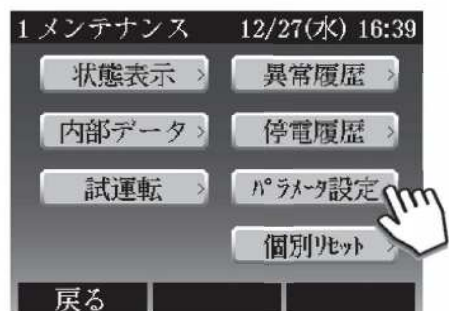 1 メンテナンス 12/27(水) 16:39
状態表示 > 異常履歴 >
内部データ > 停電履歴 >
試運転 > パラメータ設定
個別リセット >
戻る